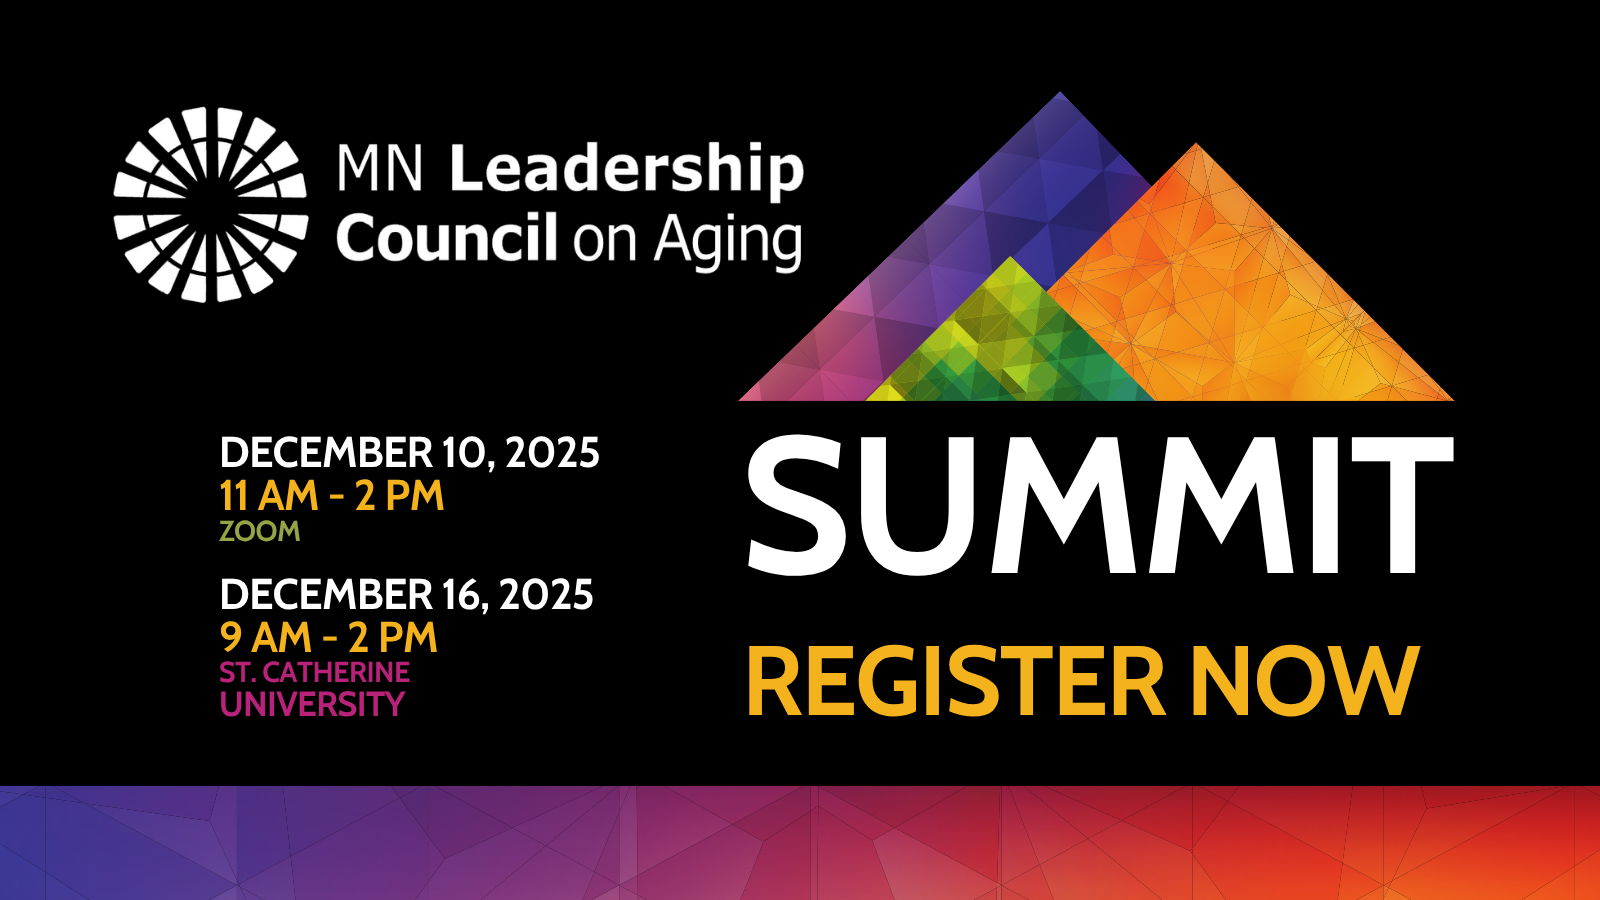 MN Leadership
Council on Aging
DECEMBER 10, 2025
11 AM - 2 PM
ZOOM
DECEMBER 16, 2025
9 AM - 2 PM
ST. CATHERINE
UNIVERSITY
SUMMIT
REGISTER NOW